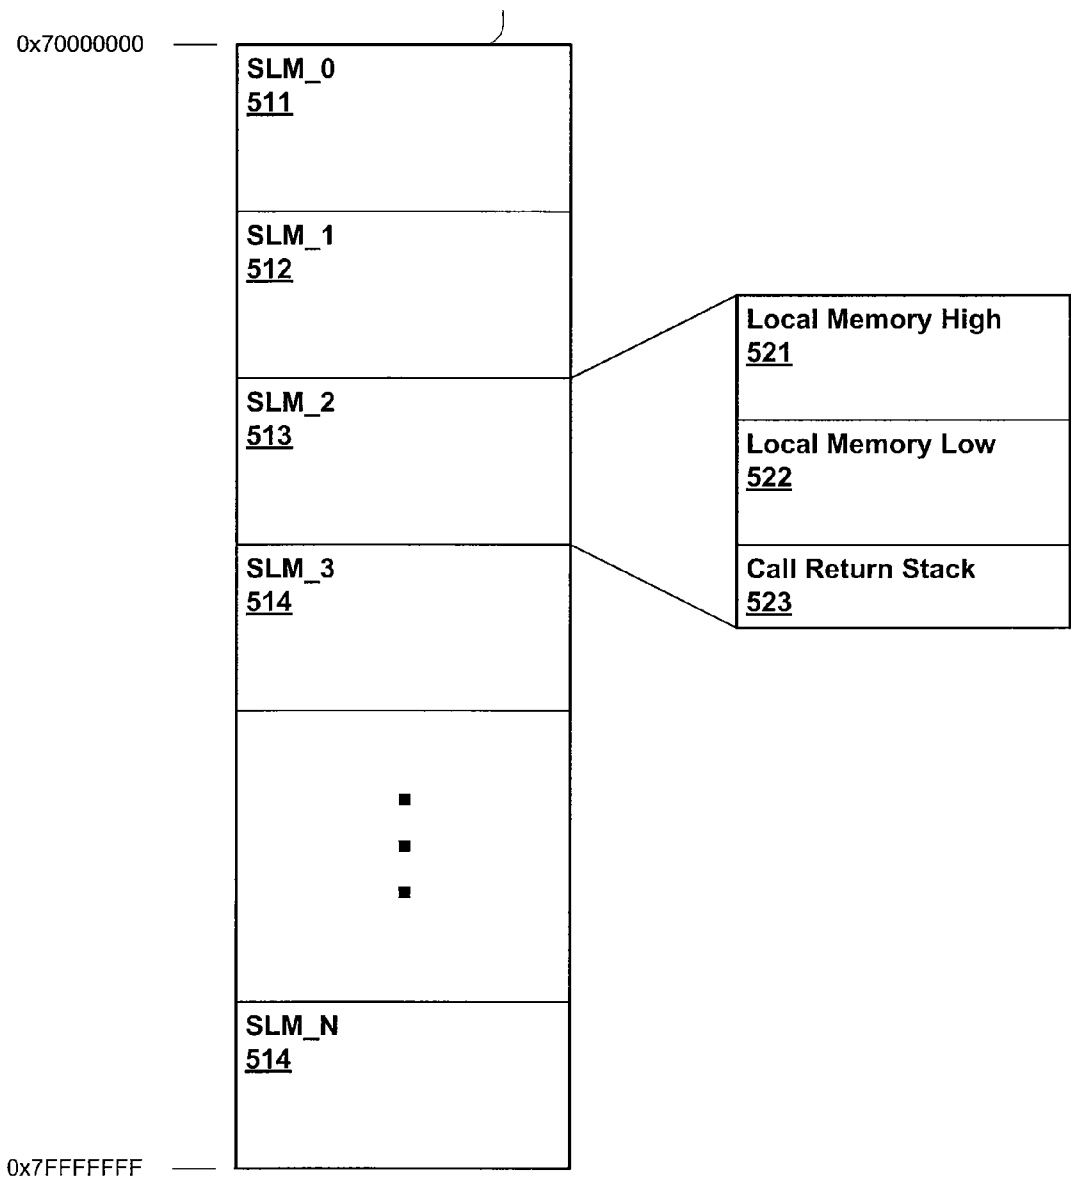 0x70000000
SLM_0
511
SLM_1
512
SLM_2
513
SLM_3
514
SLM_N
514
0x7FFFFFFF
Local Memory High
521
Local Memory Low
522
Call Return Stack
523